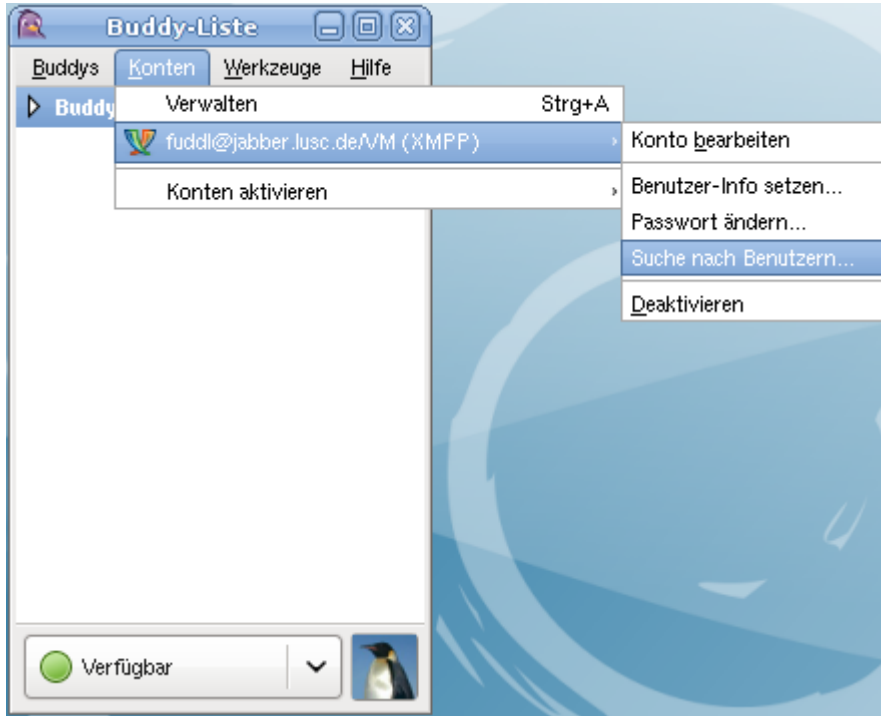 Buddy-Liste
Buddys Konten Werkzeuge Hilfe
Buddy
Verwalten Strg+A
fuddl@jabber.lusc.de/VM (XMPP)
Konten aktivieren
Konto bearbeiten
Benutzer-Info setzen...
Passwort ändern...
Suche nach Benutzern...
Deaktivieren
Verfügbar